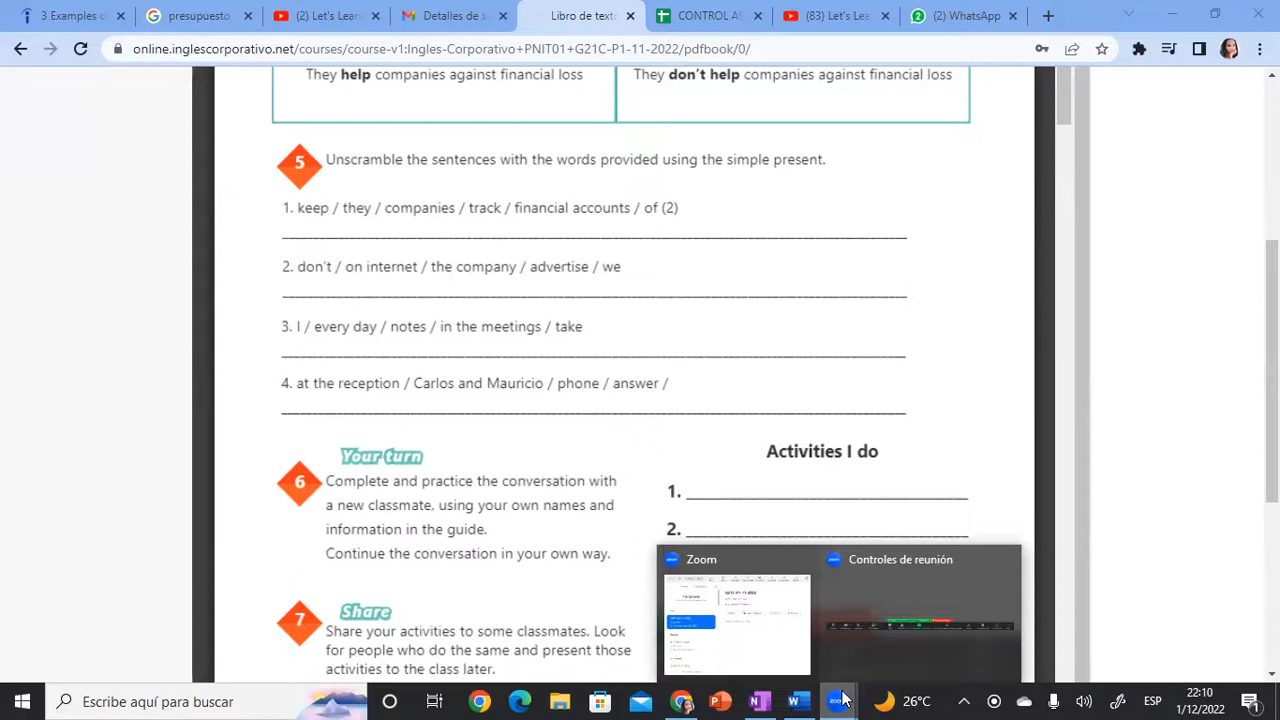 3 Examples d
presupuesto
(2) Let's Lear
Detalles de s
Libro de texto
CONTROL AS
(83) Let's Lea
(2) WhatsApp
online.inglescorporativo.net/courses/course-v1:Ingles-Corporativo+PNIT01+G21C-P1-11-2022/pdfbook/0/
They help companies against financial loss
They don't help companies against financial loss
5 Unscramble the sentences with the words provided using the simple present.
1. keep / they / companies / track / financial accounts / of (2)
2. don't / on internet / the company / advertise / we
3. I / every day / notes / in the meetings / take
4. at the reception / Carlos and Mauricio / phone / answer /
Your turn
6 Complete and practice the conversation with
a new classmate, using your own names and
information in the guide.
Continue the conversation in your own way.
Activities I do
1.
2.
Zoom
Controles de reunión
7 Share
Share your activities to some classmates. Look
for people who do the same and present those
activities to the class later.
Escribe aquí para buscar
26°C
ESP
22:10
1/12/2022